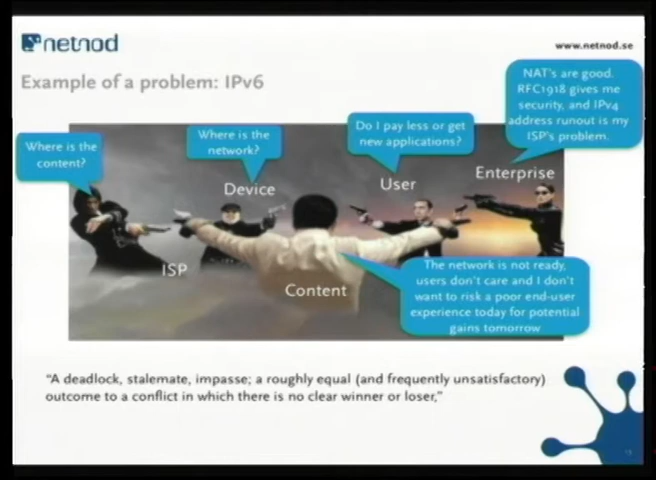 netnod
www.netnod.se
Example of a problem: IPv6
NAT's are good.
RFC1918 gives me
security, and IPv4
address runout is my
ISP's problem.
Where is the
content?
Where is the
network?
Do I pay less or get
new applications?
Device
User
Enterprise
ISP
Content
The network is not ready,
users don't care and I don't
want to risk a poor end-user
experience today for potential
gains tomorrow
"A deadlock, stalemate, impasse; a roughly equal (and frequently unsatisfactory)
outcome to a conflict in which there is no clear winner or loser,"